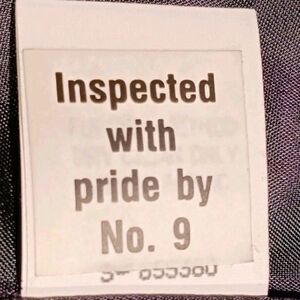 Inspected
with
pride by
No. 9